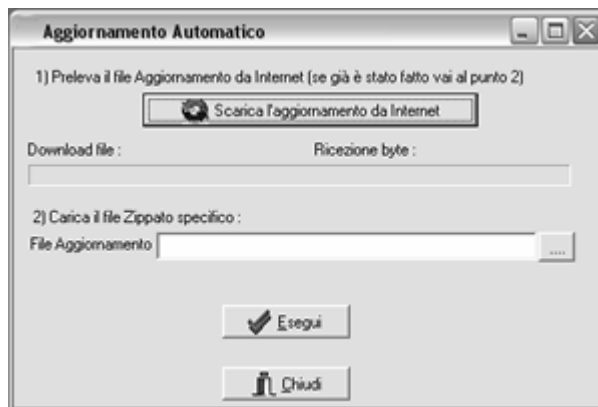 Aggiornamento Automatico
1) Preleva il file Aggiornamento da Internet (se già è stato fatto vai al punto 2)
Scarica l'aggiornamento da Internet
Download file : Ricezione byte :
2) Carica il file Zippato specifico :
File Aggiornamento ....
Esegui
Chiudi